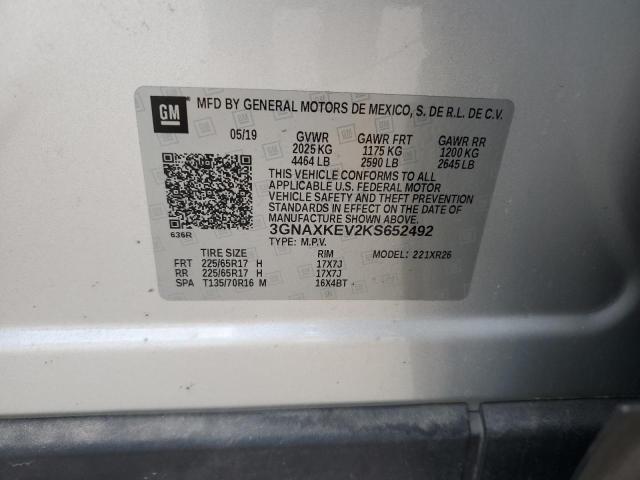 GM
MFD BY GENERAL MOTORS DE MEXICO, S. DE R.L. DE C.V.
05/19 GVWR GAWR FRT GAWR RR
2025 KG 1175 KG 1200 KG
4464 LB 2590 LB 2645 LB
THIS VEHICLE CONFORMS TO ALL
APPLICABLE U.S. FEDERAL MOTOR
VEHICLE SAFETY AND THEFT PREVENTION
STANDARDS IN EFFECT ON THE DATE OF
MANUFACTURE SHOWN ABOVE.
3GNAXKEV2KS652492
636R
TYPE: M.P.V. MODEL: 221XR26
TIRE SIZE RIM
FRT 225/65R17 H 17X7J
RR 225/65R17 H 17X7J
SPA T135/70R16 M 16X4BT